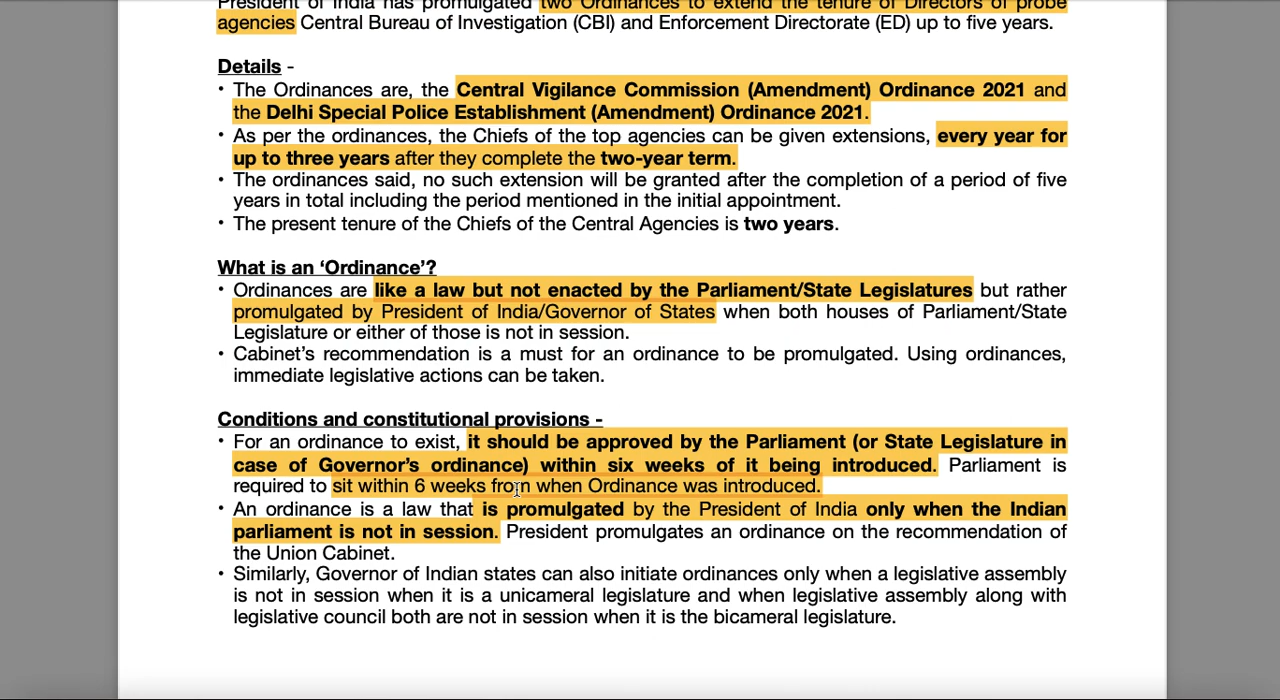 President of India has promulgated two Ordinances to extend the tenure of Directors of probe
agencies Central Bureau of Investigation (CBI) and Enforcement Directorate (ED) up to five years.
Details -
• The Ordinances are, the Central Vigilance Commission (Amendment) Ordinance 2021 and
the Delhi Special Police Establishment (Amendment) Ordinance 2021.
• As per the ordinances, the Chiefs of the top agencies can be given extensions, every year for
up to three years after they complete the two-year term.
• The ordinances said, no such extension will be granted after the completion of a period of five
years in total including the period mentioned in the initial appointment.
• The present tenure of the Chiefs of the Central Agencies is two years.
What is an ‘Ordinance’?
• Ordinances are like a law but not enacted by the Parliament/State Legislatures but rather
promulgated by President of India/Governor of States when both houses of Parliament/State
Legislature or either of those is not in session.
• Cabinet’s recommendation is a must for an ordinance to be promulgated. Using ordinances,
immediate legislative actions can be taken.
Conditions and constitutional provisions -
• For an ordinance to exist, it should be approved by the Parliament (or State Legislature in
case of Governor’s ordinance) within six weeks of it being introduced. Parliament is
required to sit within 6 weeks from when Ordinance was introduced.
• An ordinance is a law that is promulgated by the President of India only when the Indian
parliament is not in session. President promulgates an ordinance on the recommendation of
the Union Cabinet.
• Similarly, Governor of Indian states can also initiate ordinances only when a legislative assembly
is not in session when it is a unicameral legislature and when legislative assembly along with
legislative council both are not in session when it is the bicameral legislature.